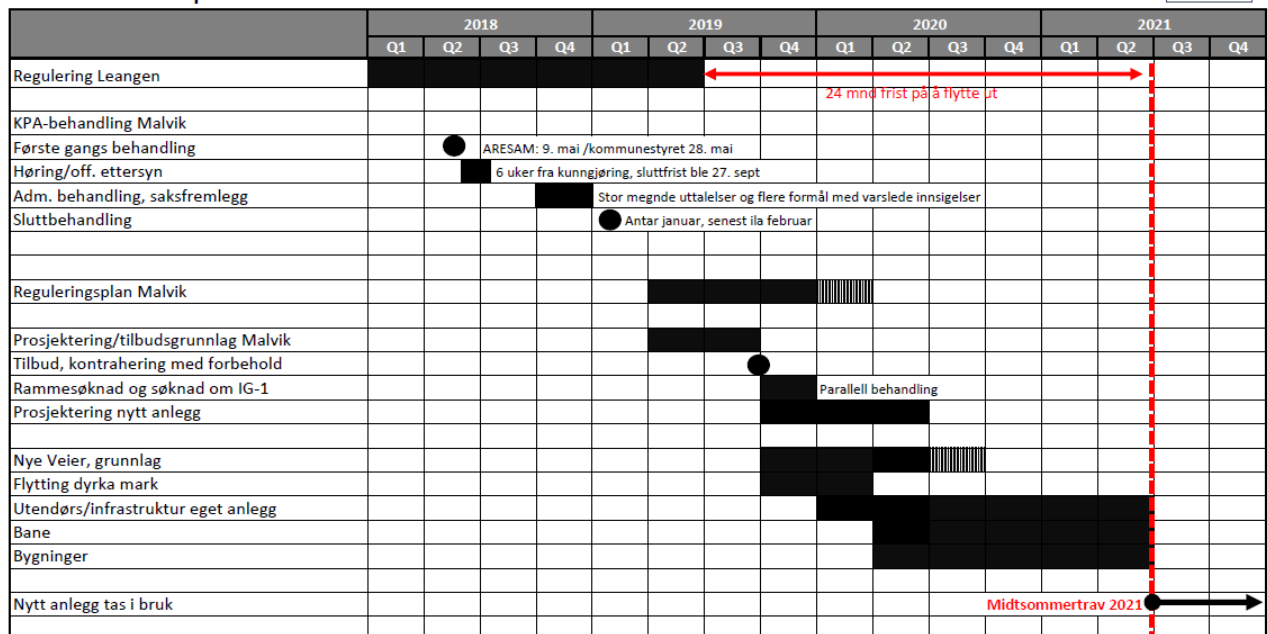 2018 2019 2020 2021
Q1 Q2 Q3 Q4 Q1 Q2 Q3 Q4 Q1 Q2 Q3 Q4 Q1 Q2 Q3 Q4
Regulering Leangen
24 mnd frist på å flytte ut
KPA-behandling Malvik
Første gangs behandling ARESAM: 9. mai /kommunestyret 28. mai
Høring/off. ettersyn 6 uker fra kunngjøring, sluttfrist ble 27. sept
Adm. behandling, saksfremlegg Stor megnde uttalelser og flere formål med varslede innsigelser
Sluttbehandling Antar januar, senest ila februar
Reguleringsplan Malvik
Prosjektering/tilbudsgrunnlag Malvik
Tilbud, kontrahering med forbehold
Rammesøknad og søknad om IG-1 Parallell behandling
Prosjektering nytt anlegg
Nye Veier, grunnlag
Flytting dyrka mark
Utendørs/infrastruktur eget anlegg
Bane
Bygninger
Nytt anlegg tas i bruk Midtsommertrav 2021